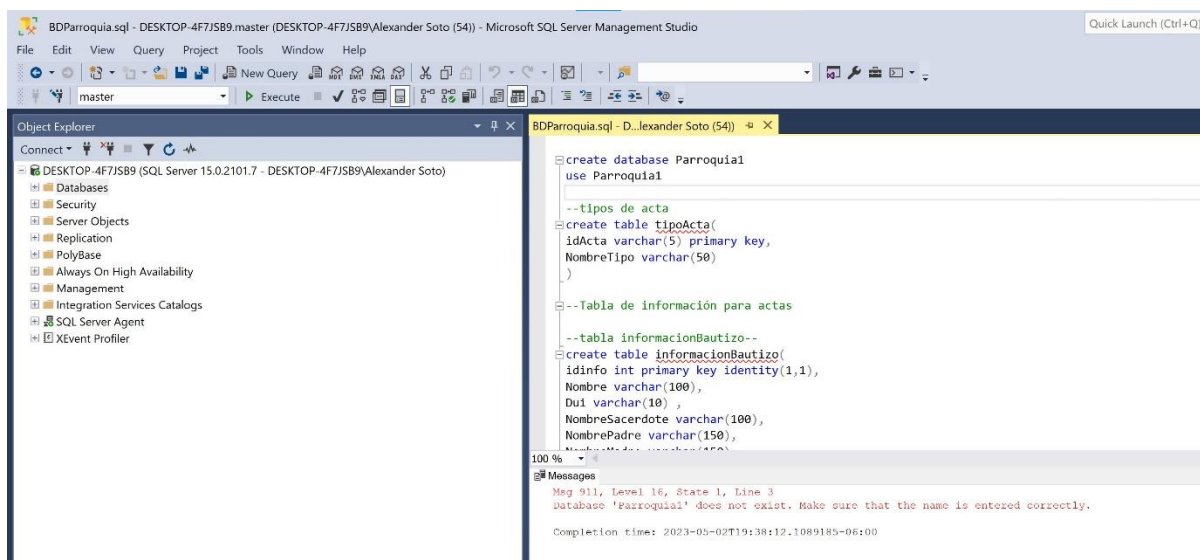 BDParroquia.sql - DESKTOP-4F7JSB9.master (DESKTOP-4F7JSB9\Alexander Soto (54)) - Microsoft SQL Server Management Studio
Quick Launch (Ctrl+Q)
File Edit View Query Project Tools Window Help
New Query
master
Execute
Object Explorer
Connect
DESKTOP-4F7JSB9 (SQL Server 15.0.2101.7 - DESKTOP-4F7JSB9\Alexander Soto)
Databases
Security
Server Objects
Replication
PolyBase
Always On High Availability
Management
Integration Services Catalogs
SQL Server Agent
XEvent Profiler
BDParroquia.sql - D...lexander Soto (54))
create database Parroquia1
use Parroquia1
--tipos de acta
create table tipoActa(
idActa varchar(5) primary key,
NombreTipo varchar(50)
)
--Tabla de información para actas
--tabla informacionBautizo--
create table informacionBautizo(
idinfo int primary key identity(1,1),
Nombre varchar(100),
Dui varchar(10) ,
NombreSacerdote varchar(100),
NombrePadre varchar(150),
100 %
Messages
Msg 911, Level 16, State 1, Line 3
Database 'Parroquia1' does not exist. Make sure that the name is entered correctly.
Completion time: 2023-05-02T19:38:12.1089185-06:00